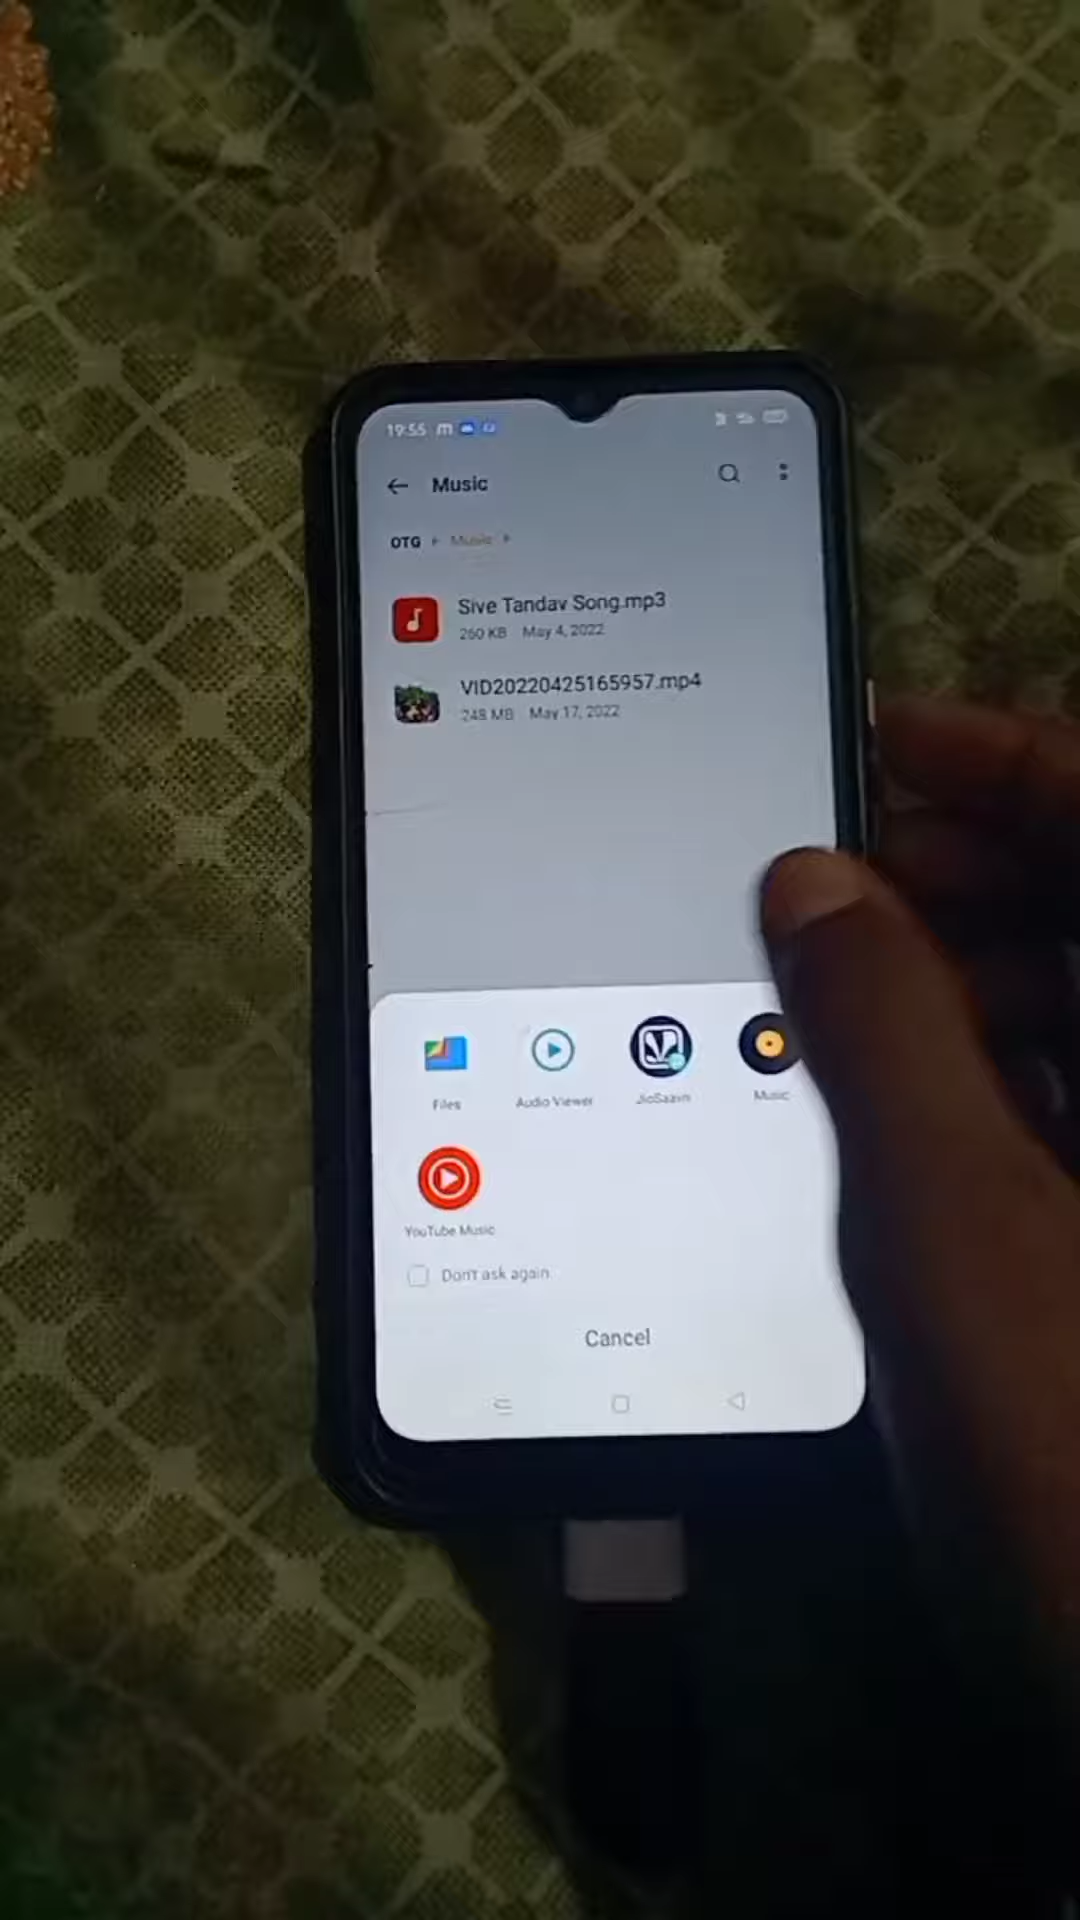 19:55 m
Music
OTG Music
Sive Tandav Song.mp3
260 KB May 4, 2022
VID20220425165957.mp4
248 MB May 17, 2022
Files Audio Viewer JioSaavn Music
YouTube Music
Don't ask again
Cancel